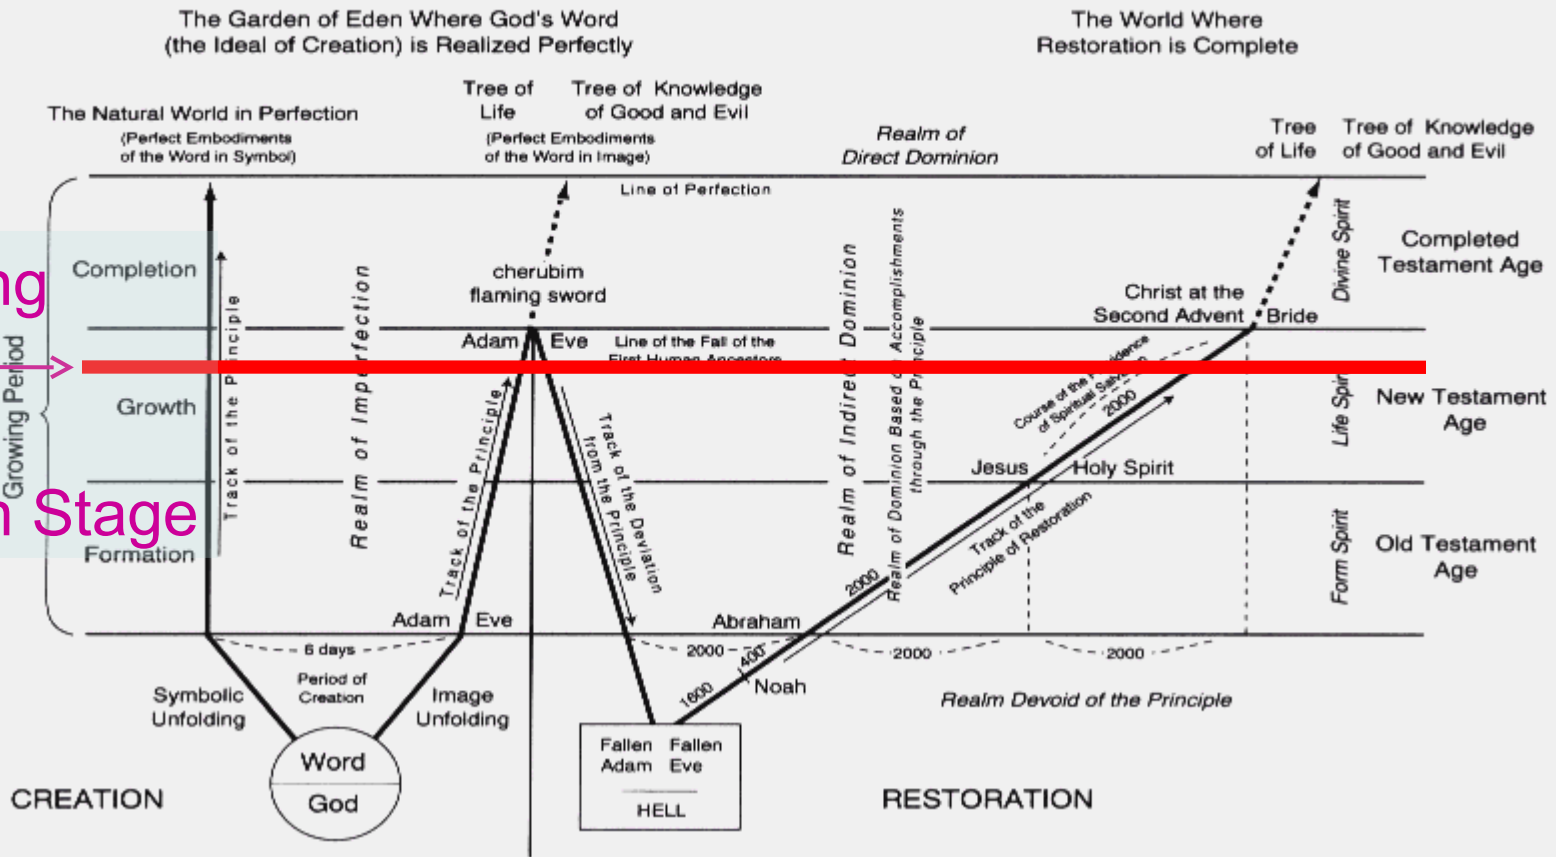 The Garden of Eden Where God's Word
(the Ideal of Creation) is Realized Perfectly
The World Where
Restoration is Complete
The Natural World in Perfection
(Perfect Embodiments
of the Word in Symbol)
Tree of
Life
Tree of Knowledge
of Good and Evil
(Perfect Embodiments
of the Word in Image)
Realm of
Direct Dominion
Tree
of Life
Tree of Knowledge
of Good and Evil
Line of Perfection
Completion
Growth
Formation
Growing Period
ng
n Stage
Track of the Principle
Realm of Imperfection
cherubim
flaming sword
Adam
Eve
Line of the Fall of the
First Human Ancestors
Track of the Principle
Track of the Deviation
from the Principle
Realm of Indirect Dominion
Realm of Dominion Based on Accomplishments
through the Principle
Christ at the
Second Advent
Bride
Course of the Providence
of Spiritual Salvation
2000
Jesus
Holy Spirit
Track of the
Principle of Restoration
2000
Divine Spirit
Life Spirit
Form Spirit
Completed
Testament Age
New Testament
Age
Old Testament
Age
Adam
Eve
Abraham
6 days
Period of
Creation
2000
400
1600
Noah
2000
2000
Symbolic
Unfolding
Image
Unfolding
Realm Devoid of the Principle
Word
God
Fallen Adam
Fallen Eve
HELL
CREATION
RESTORATION